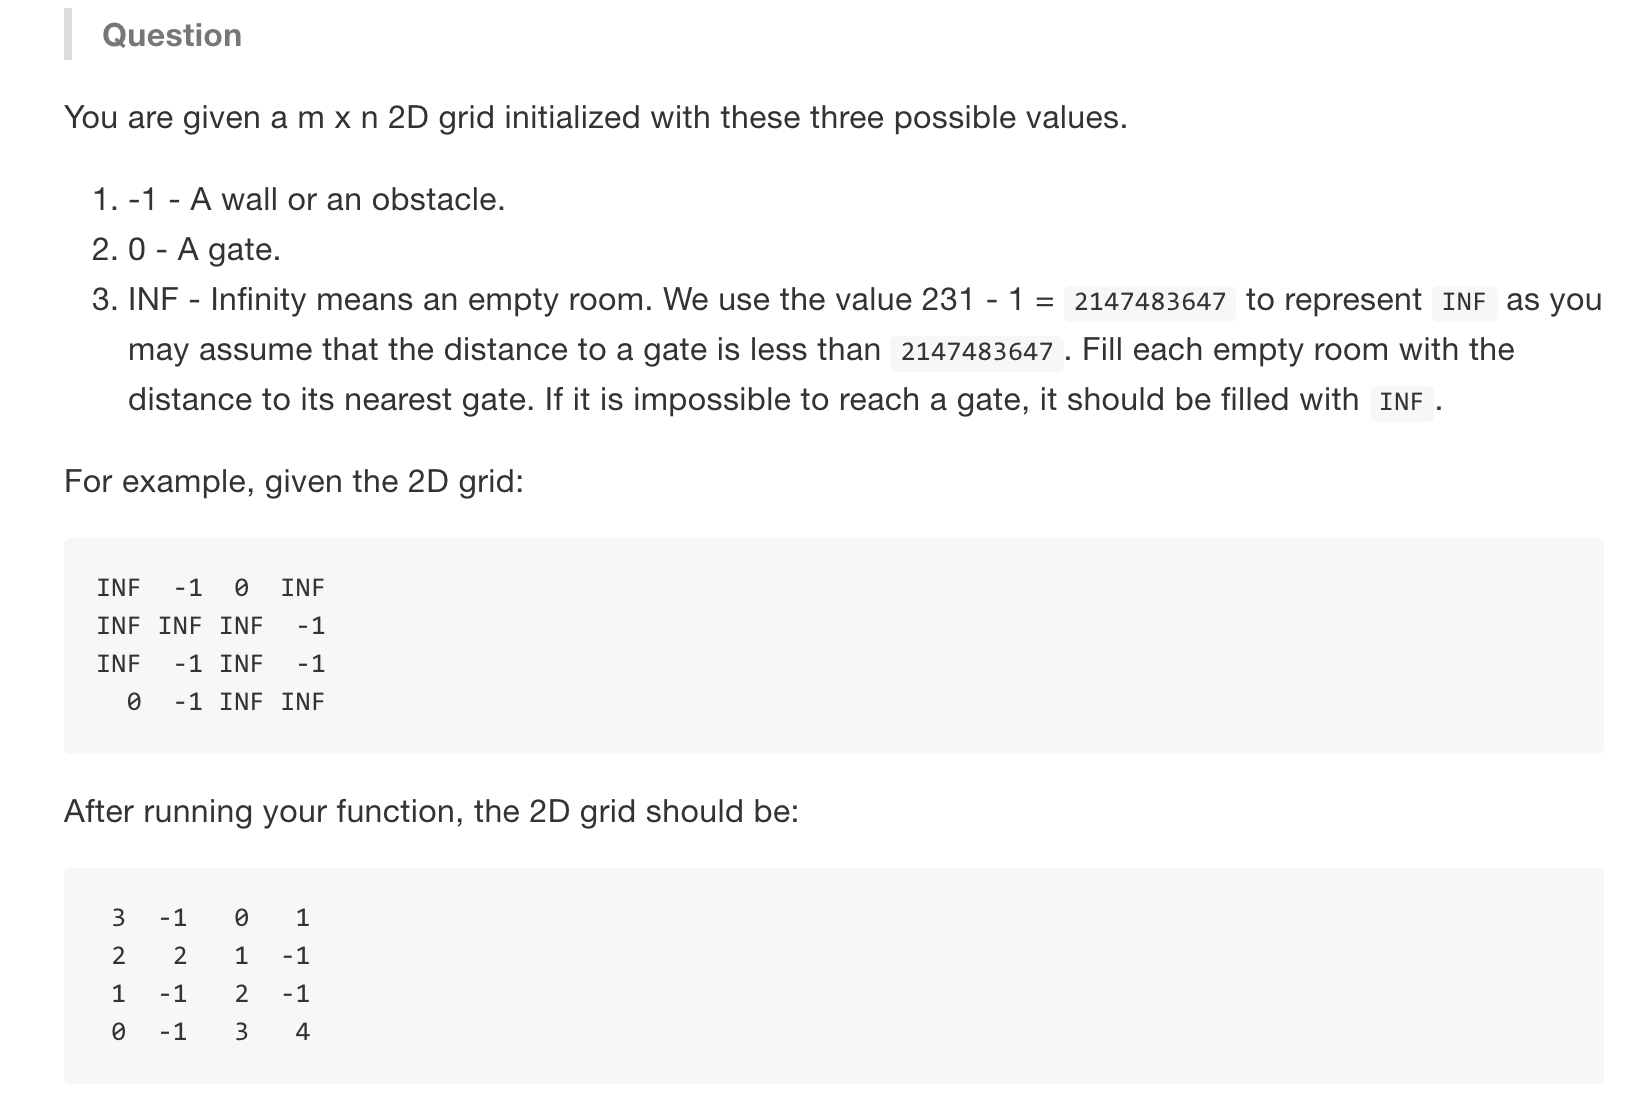 Question
You are given a m x n 2D grid initialized with these three possible values.
1. -1 - A wall or an obstacle.
2. 0 - A gate.
3. INF - Infinity means an empty room. We use the value 231 - 1 = 2147483647 to represent INF as you
may assume that the distance to a gate is less than 2147483647 . Fill each empty room with the
distance to its nearest gate. If it is impossible to reach a gate, it should be filled with INF .
For example, given the 2D grid:
INF  -1  0  INF
INF INF INF  -1
INF  -1 INF  -1
  0  -1 INF INF
After running your function, the 2D grid should be:
 3  -1   0   1
 2   2   1  -1
 1  -1   2  -1
 0  -1   3   4